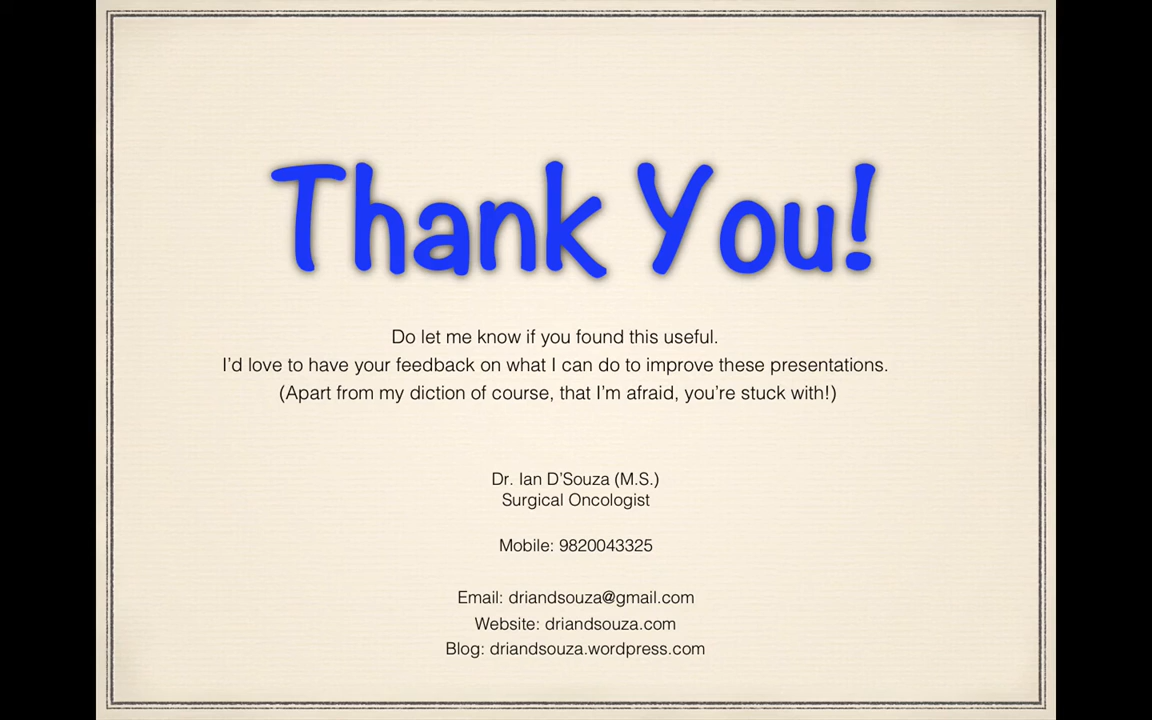 Thank You!
Do let me know if you found this useful.
I’d love to have your feedback on what I can do to improve these presentations.
(Apart from my diction of course, that I’m afraid, you’re stuck with!)
Dr. Ian D’Souza (M.S.)
Surgical Oncologist
Mobile: 9820043325
Email: driandsouza@gmail.com
Website: driandsouza.com
Blog: driandsouza.wordpress.com